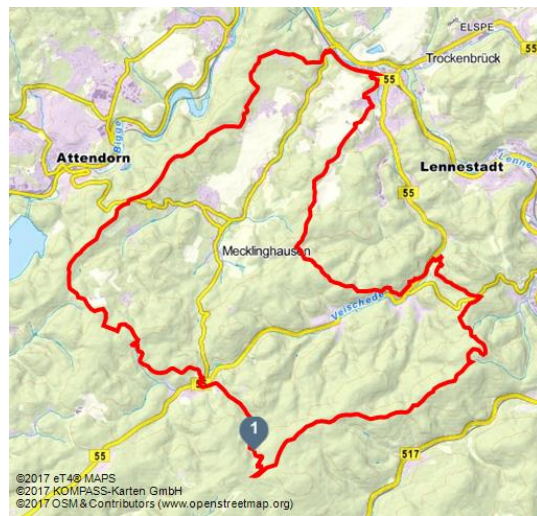 ELSPE
55
Trockenbrück
55
Bigge
Attendorn
Lennestadt
Lenne
55
Mecklinghausen
Veischede
1
55
517
©2017 eT4® MAPS
©2017 KOMPASS-Karten GmbH
©2017 OSM & Contributors (www.openstreetmap.org)